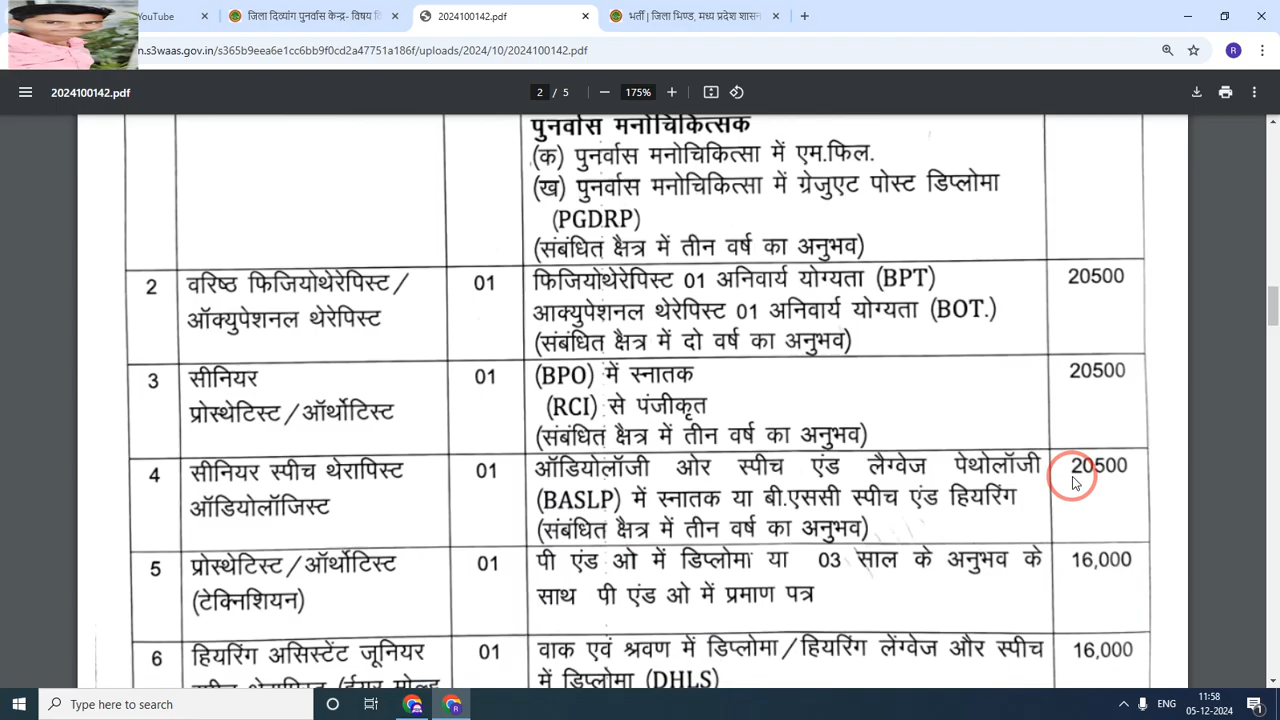 YouTube
जिला दिव्यांग पुनर्वास केन्द्र- विषय वि
2024100142.pdf
भर्ती | जिला भिण्ड, मध्य प्रदेश शासन
n.s3waas.gov.in/s365b9eea6e1cc6bb9f0cd2a47751a186f/uploads/2024/10/2024100142.pdf
R
2024100142.pdf
2 / 5
175%
पुनर्वास मनोचिकित्सक
(क) पुनर्वास मनोचिकित्सा में एम.फिल.
(ख) पुनर्वास मनोचिकित्सा में ग्रेजुएट पोस्ट डिप्लोमा
(PGDRP)
(संबंधित क्षैत्र में तीन वर्ष का अनुभव)
2 वरिष्ठ फिजियोथेरेपिस्ट/ 01 फिजियोथेरेपिस्ट 01 अनिवार्य योग्यता (BPT) 20500
ऑक्युपेशनल थेरेपिस्ट आक्युपेशनल थेरेपिस्ट 01 अनिवार्य योग्यता (BOT.)
(संबंधित क्षैत्र में दो वर्ष का अनुभव)
3 सीनियर 01 (BPO) में स्नातक 20500
प्रोस्थेटिस्ट/ऑर्थोटिस्ट (RCI) से पंजीकृत
(संबंधित क्षैत्र में तीन वर्ष का अनुभव)
4 सीनियर स्पीच थेरापिस्ट 01 ऑडियोलॉजी ओर स्पीच एंड लैग्वेज पेथोलॉजी 20500
ऑडियोलॉजिस्ट (BASLP) में स्नातक या बी.एससी स्पीच एंड हियरिंग
(संबंधित क्षैत्र में तीन वर्ष का अनुभव)
5 प्रोस्थेटिस्ट/ऑर्थोटिस्ट 01 पी एंड ओ में डिप्लोमा या 03 साल के अनुभव के 16,000
(टेक्निशियन) साथ पी एंड ओ में प्रमाण पत्र
6 हियरिंग असिस्टेंट जूनियर 01 वाक एवं श्रवण में डिप्लोमा/हियरिंग लेंग्वेज और स्पीच 16,000
में डिप्लोमा (DHLS)
Type here to search
R
ENG
11:58
05-12-2024